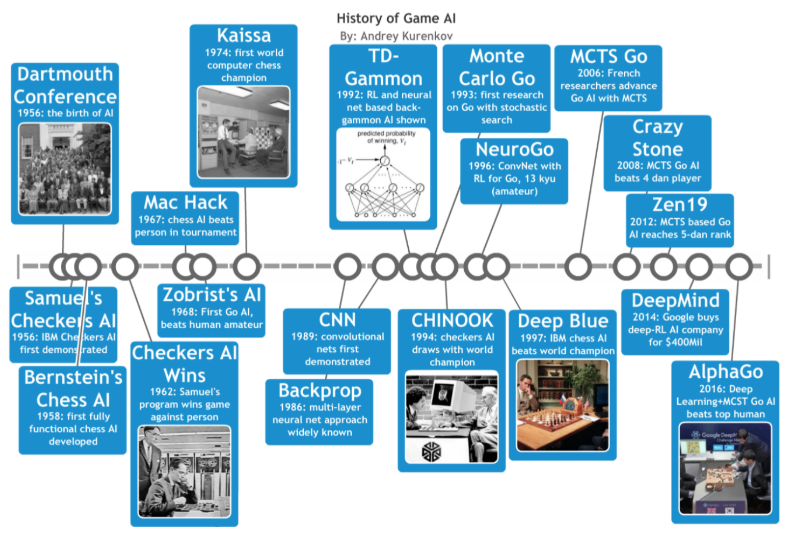 History of Game AI
By: Andrey Kurenkov
Dartmouth
Conference
1956: the birth of AI
Kaissa
1974: first world
computer chess
champion
Mac Hack
1967: chess AI beats
person in tournament
TD-
Gammon
1992: RL and neural
net based back-
gammon AI shown
predicted probability
of winning, V
Monte
Carlo Go
1993: first research
on Go with stochastic
search
NeuroGo
1996: ConvNet with
RL for Go, 13 kyu
(amateur)
MCTS Go
2006: French
researchers advance
Go AI with MCTS
Crazy
Stone
2008: MCTS Go AI
beats 4 dan player
Zen19
2012: MCTS based Go
AI reaches 5-dan rank
Samuel's
Checkers AI
1956: IBM Checkers AI
first demonstrated
Bernstein's
Chess AI
1958: first fully
functional chess AI
developed
Checkers AI
Wins
1962: Samuel's
program wins game
against person
Zobrist's AI
1968: First Go AI,
beats human amateur
CNN
1989: convolutional
nets first
demonstrated
Backprop
1986: multi-layer
neural net approach
widely known
CHINOOK
1994: checkers AI
draws with world
champion
Deep Blue
1997: IBM chess AI
beats world champion
DeepMind
2014: Google buys
deep-RL AI company
for $400Mil
AlphaGo
2016: Deep
Learning+MCST Go AI
beats top human
Google DeepMind